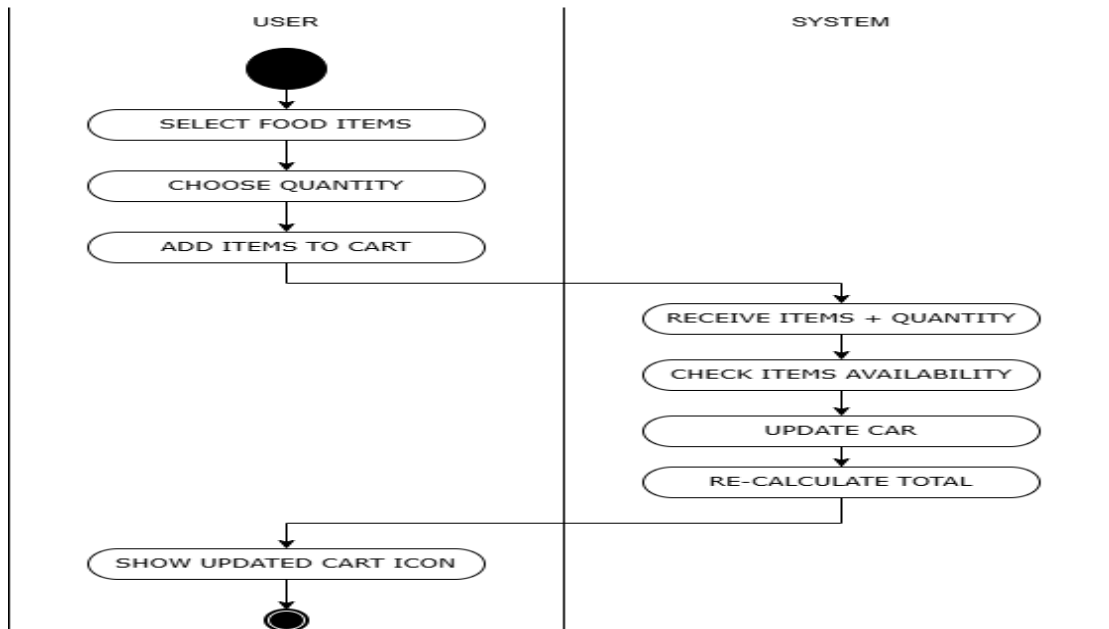 USER
SYSTEM
SELECT FOOD ITEMS
CHOOSE QUANTITY
ADD ITEMS TO CART
RECEIVE ITEMS + QUANTITY
CHECK ITEMS AVAILABILITY
UPDATE CAR
RE-CALCULATE TOTAL
SHOW UPDATED CART ICON